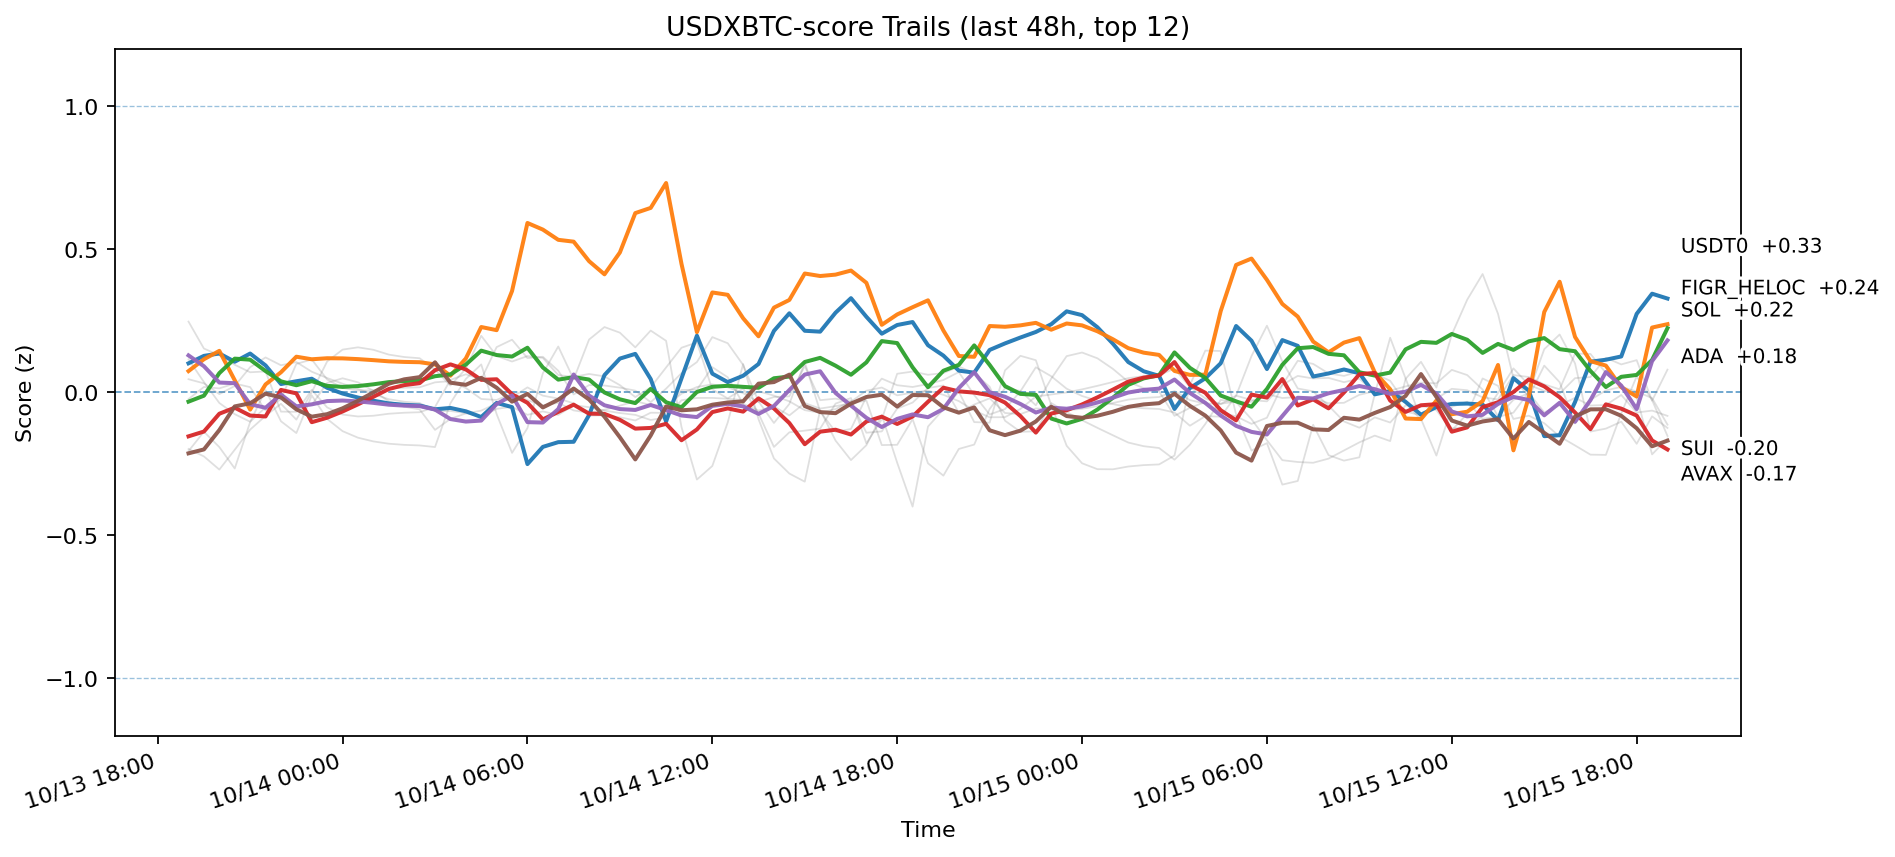 USDXBTC-score Trails (last 48h, top 12)
Score (z)
1.0
0.5
0.0
−0.5
−1.0
USDT0 +0.33
FIGR_HELOC +0.24
SOL +0.22
ADA +0.18
SUI -0.20
AVAX -0.17
10/13 18:00
10/14 00:00
10/14 06:00
10/14 12:00
10/14 18:00
10/15 00:00
10/15 06:00
10/15 12:00
10/15 18:00
Time